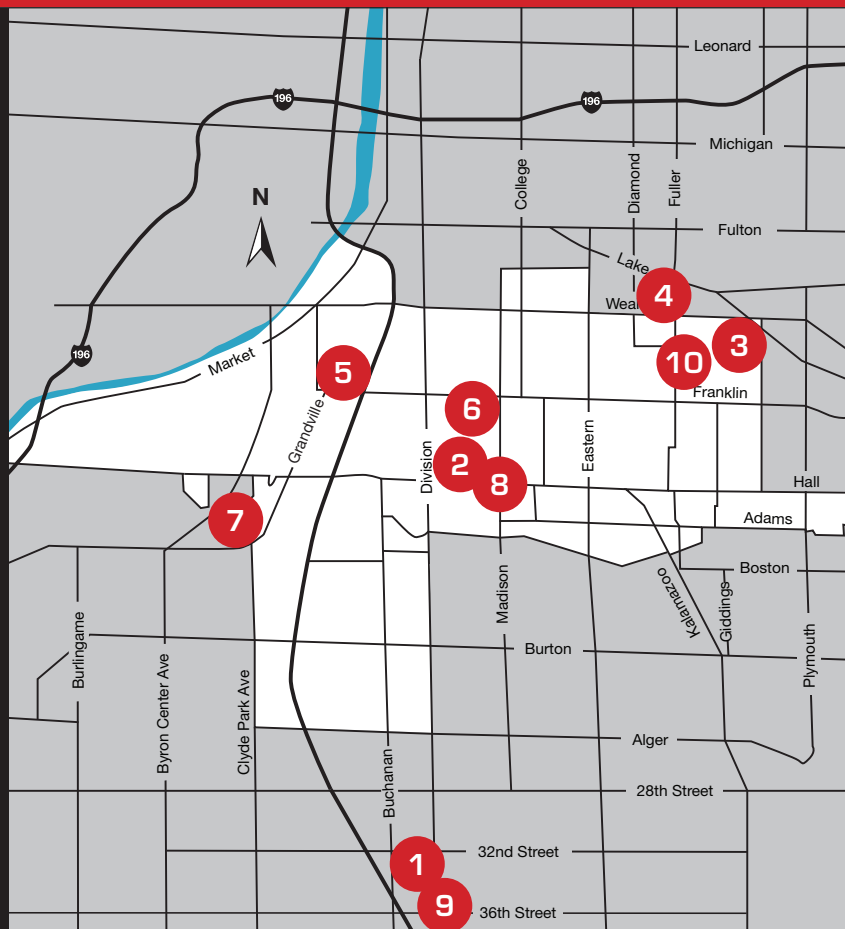 Leonard
196
196
Michigan
College
Diamond
Fuller
N
Fulton
Lake
4
Market
196
5
3
10
Franklin
6
Grandville
Division
Eastern
2
8
Hall
7
Adams
Boston
Madison
Kalamazoo
Giddings
Plymouth
Burlingame
Burton
Byron Center Ave
Clyde Park Ave
Alger
Buchanan
28th Street
32nd Street
1
9
36th Street